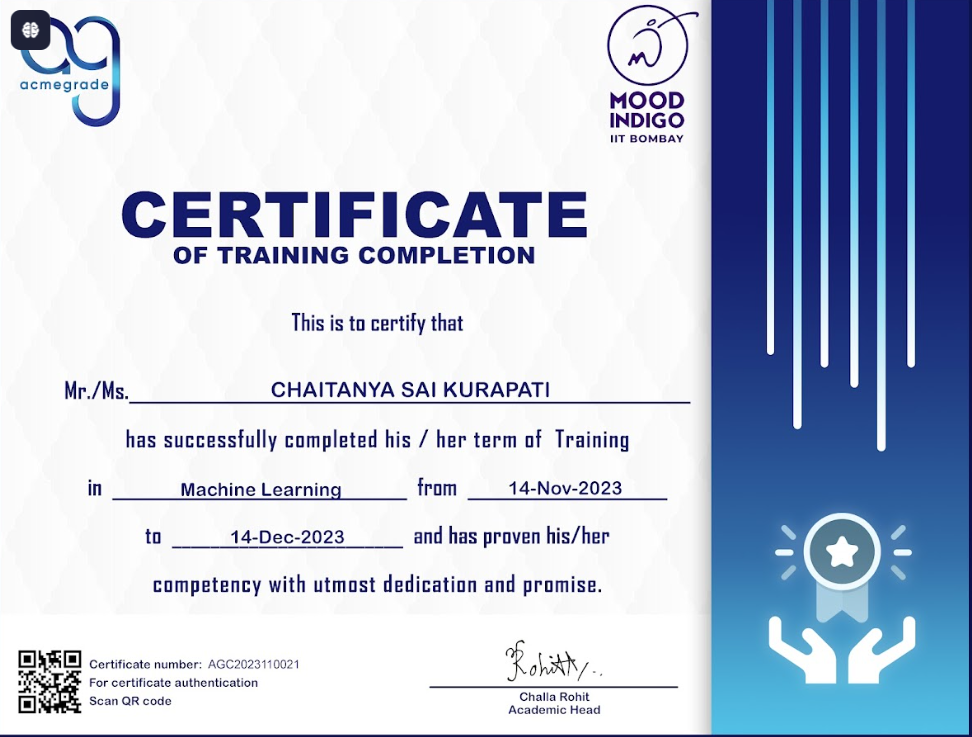 acmegrade
MOOD
INDIGO
IIT BOMBAY
CERTIFICATE
OF TRAINING COMPLETION
This is to certify that
Mr./Ms. CHAITANYA SAI KURAPATI
has successfully completed his / her term of Training
in Machine Learning from 14-Nov-2023
to 14-Dec-2023 and has proven his/her
competency with utmost dedication and promise.
Certificate number: AGC2023110021
For certificate authentication
Scan QR code
Rohith
Challa Rohit
Academic Head